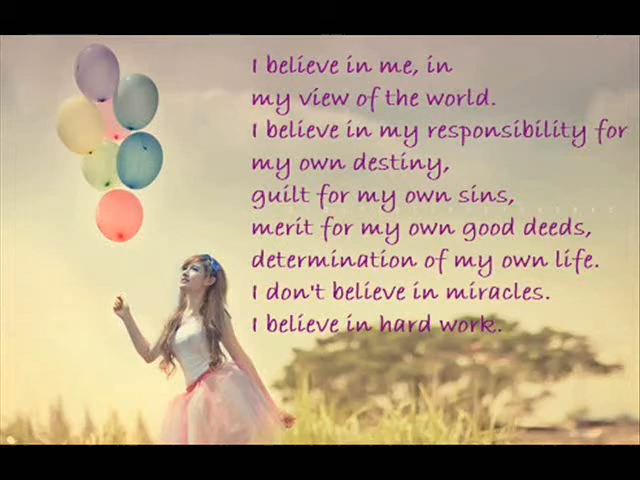 I believe in me, in
my view of the world.
I believe in my responsibility for
my own destiny,
guilt for my own sins,
merit for my own good deeds,
determination of my own life.
I don't believe in miracles.
I believe in hard work.